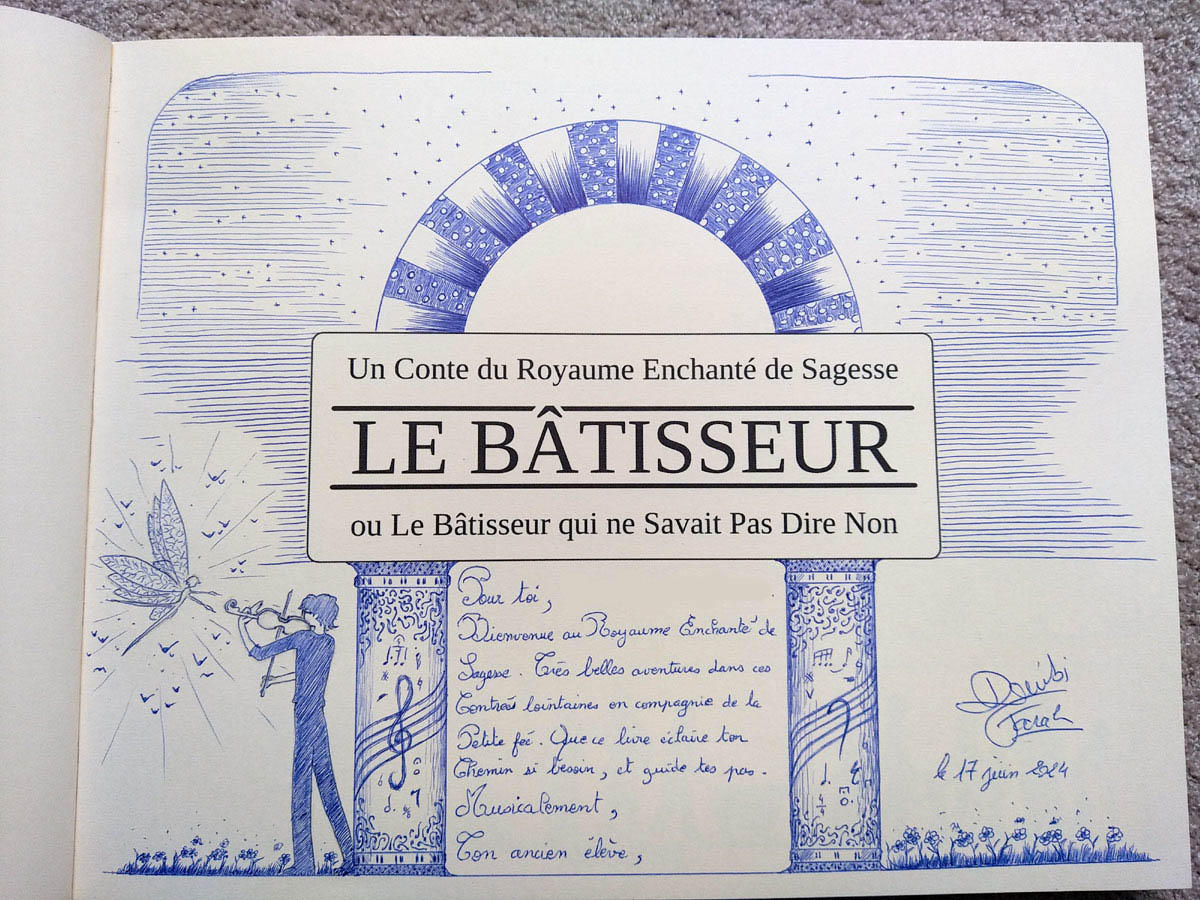 Un Conte du Royaume Enchanté de Sagesse
LE BÂTISSEUR
ou Le Bâtisseur qui ne Savait Pas Dire Non
Pour toi,
Bienvenue au Royaume Enchanté de
Sagesse. Très belles aventures dans ces
Contrés lointaines en compagnie de la
Petite feé. Que ce livre éclaire ton
Chemin si besoin, et guide tes pas.
Musicalement,
Ton ancien élève,
le 17 juin 2024